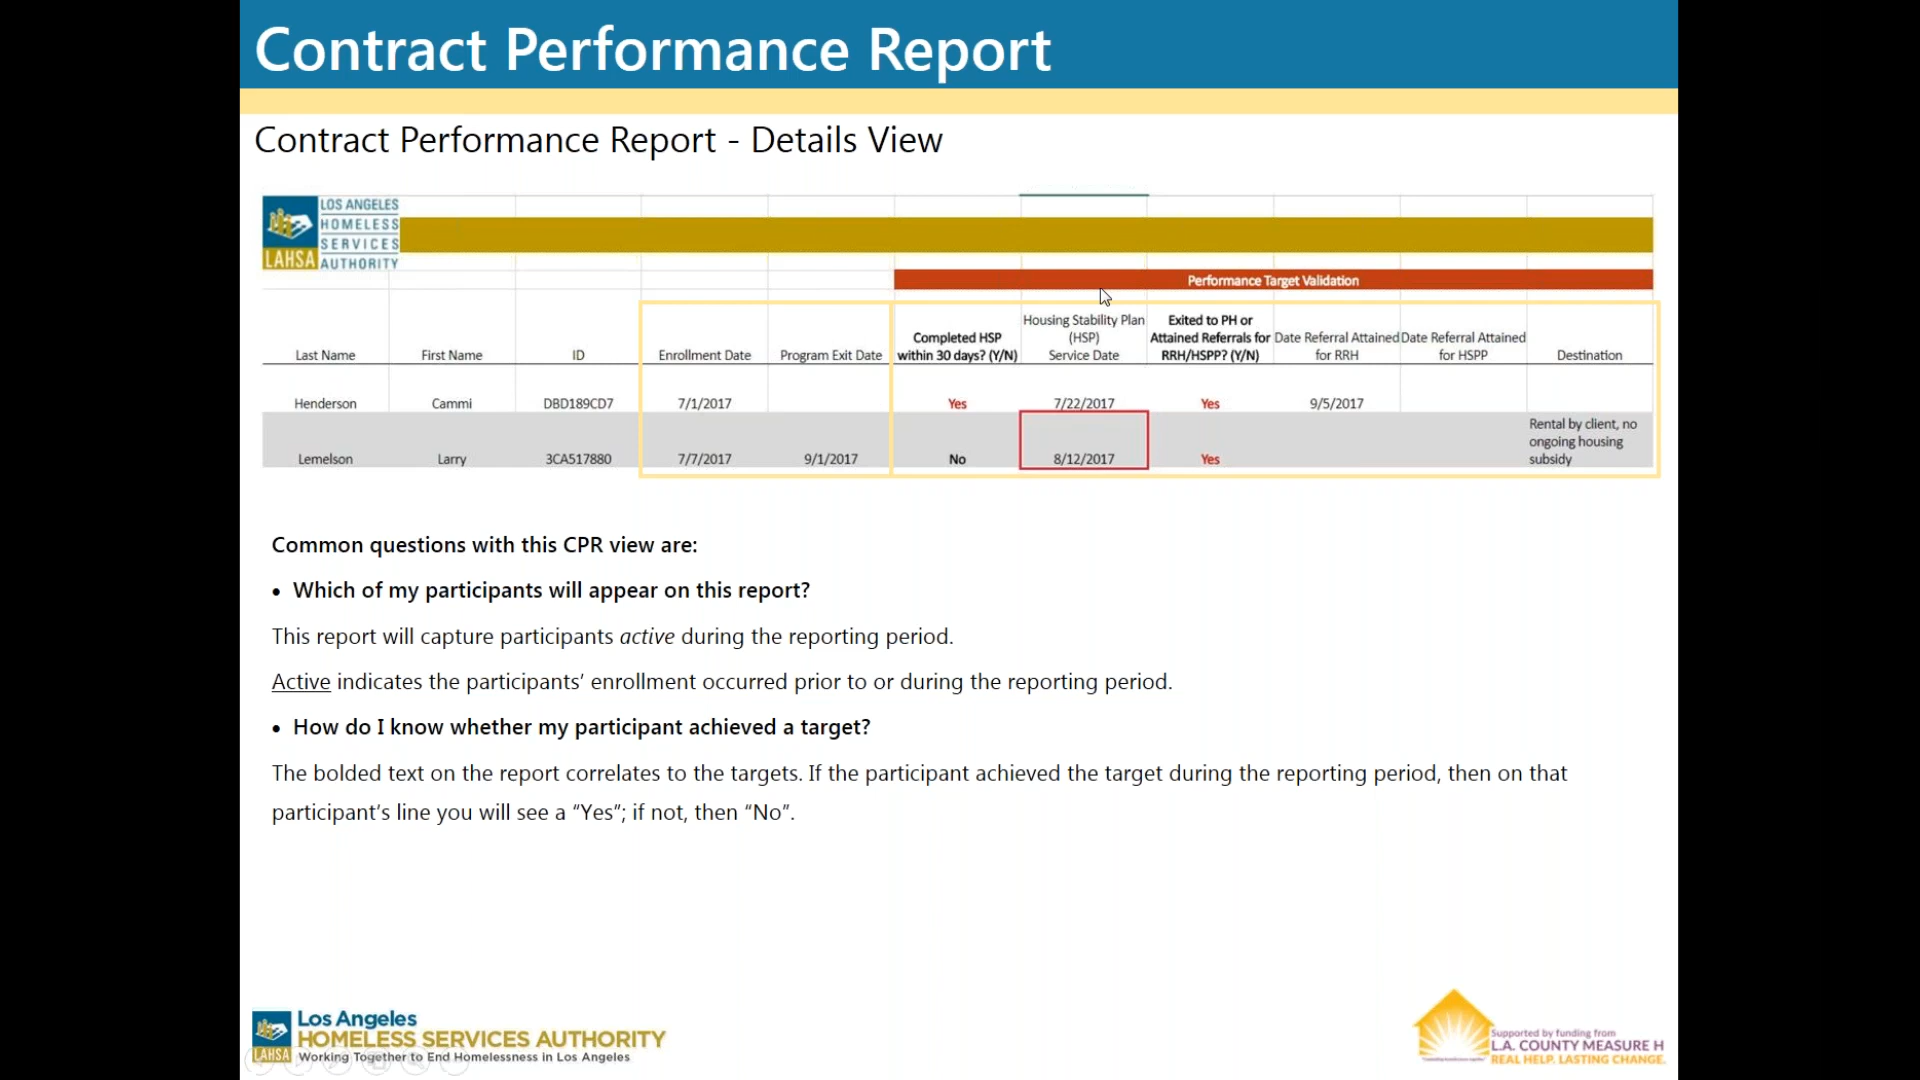 Contract Performance Report
Contract Performance Report - Details View
LOS ANGELES
HOMELESS
SERVICES
LAHSA AUTHORITY
Performance Target Validation
Last Name First Name ID Enrollment Date Program Exit Date Completed HSP within 30 days? (Y/N) Housing Stability Plan (HSP) Service Date Exited to PH or Attained Referrals for RRH/HSPP? (Y/N) Date Referral Attained for RRH Date Referral Attained for HSPP Destination
Henderson Cammi DBD189CD7 7/1/2017 Yes 7/22/2017 Yes 9/5/2017
Lemelson Larry 3CA517880 7/7/2017 9/1/2017 No 8/12/2017 Yes Rental by client, no ongoing housing subsidy
Common questions with this CPR view are:
• Which of my participants will appear on this report?
This report will capture participants active during the reporting period.
Active indicates the participants’ enrollment occurred prior to or during the reporting period.
• How do I know whether my participant achieved a target?
The bolded text on the report correlates to the targets. If the participant achieved the target during the reporting period, then on that
participant’s line you will see a “Yes”; if not, then “No”.
Los Angeles
HOMELESS SERVICES AUTHORITY
LAHSA Working Together to End Homelessness in Los Angeles
Supported by funding from
L.A. COUNTY MEASURE H
REAL HELP. LASTING CHANGE.